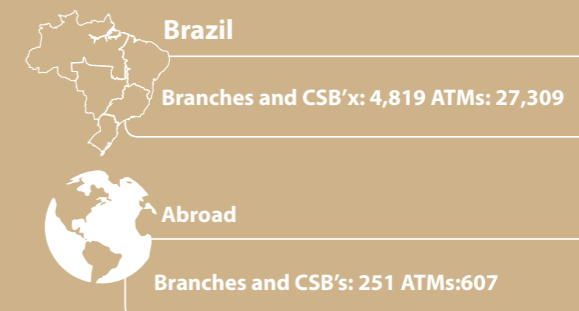 Brazil
Branches and CSB'x: 4,819 ATMs: 27,309
Abroad
Branches and CSB's: 251 ATMs:607